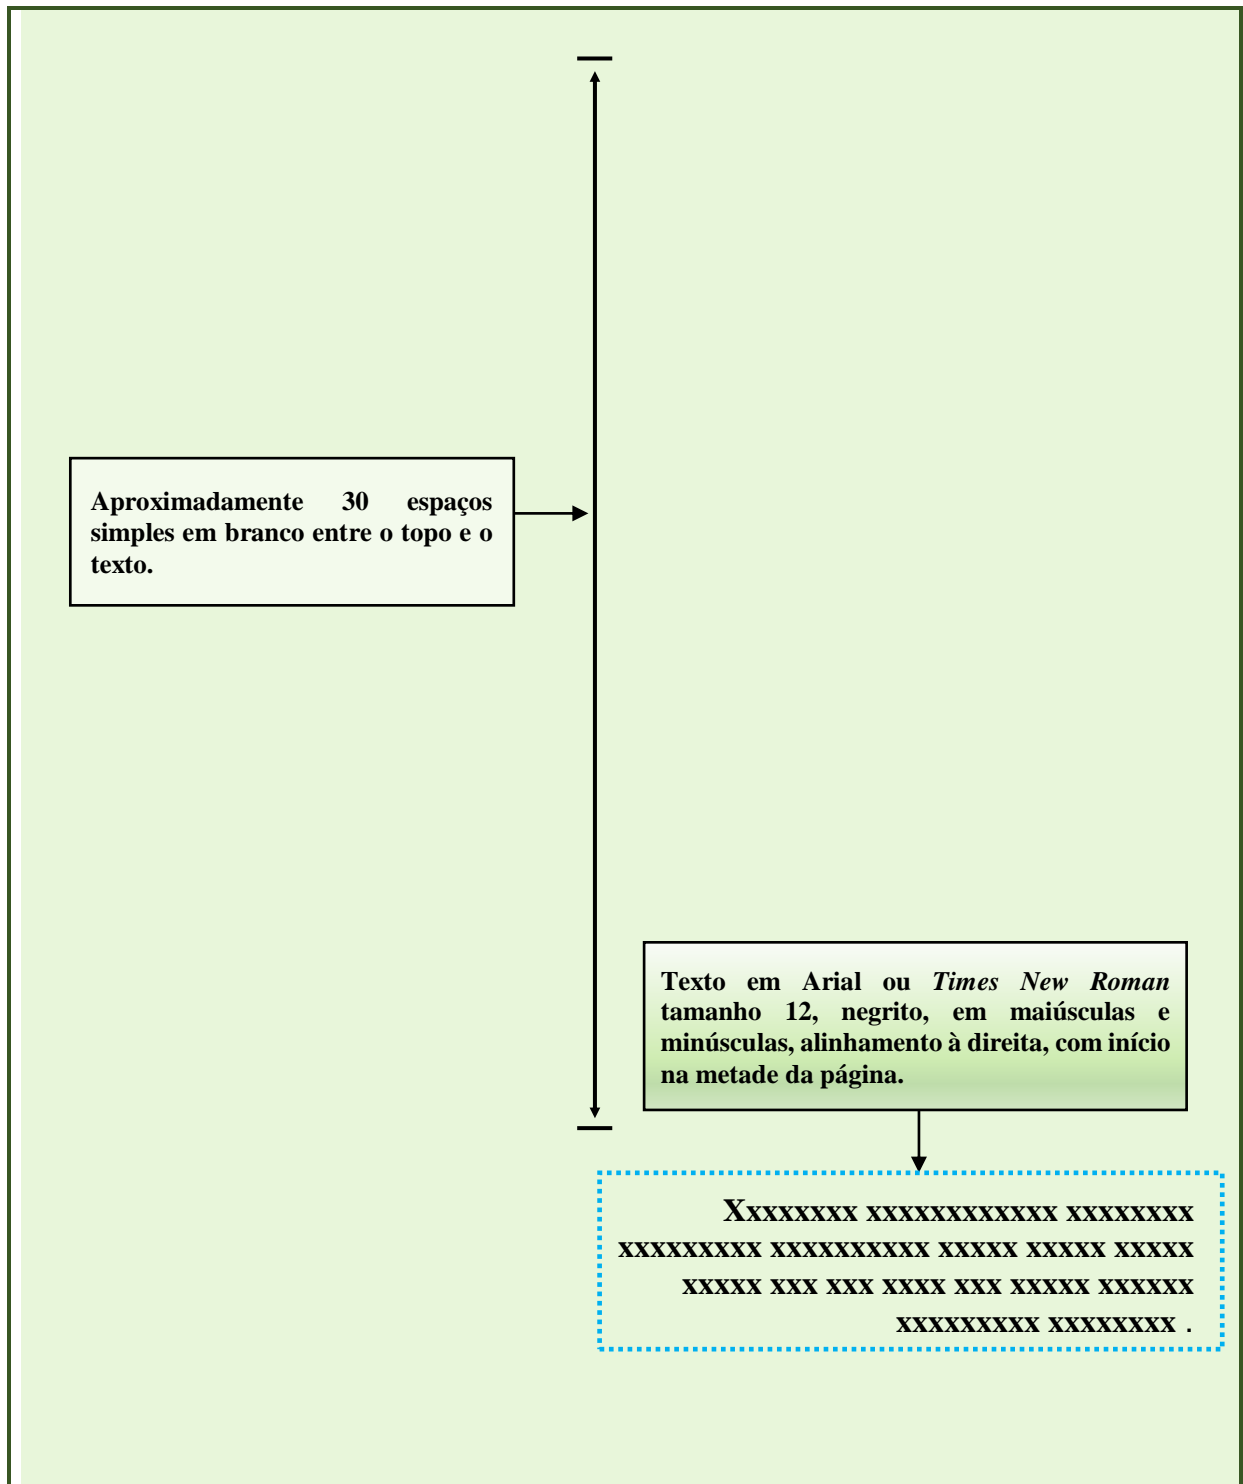 Aproximadamente 30 espaços
simples em branco entre o topo e o
texto.
Texto em Arial ou Times New Roman
tamanho 12, negrito, em maiúsculas e
minúsculas, alinhamento à direita, com início
na metade da página.
Xxxxxxxx xxxxxxxxxxxx xxxxxxxx
xxxxxxxxx xxxxxxxxxx xxxxx xxxxx xxxxx
xxxxx xxx xxx xxxx xxx xxxxx xxxxxx
xxxxxxxxx xxxxxxxx .